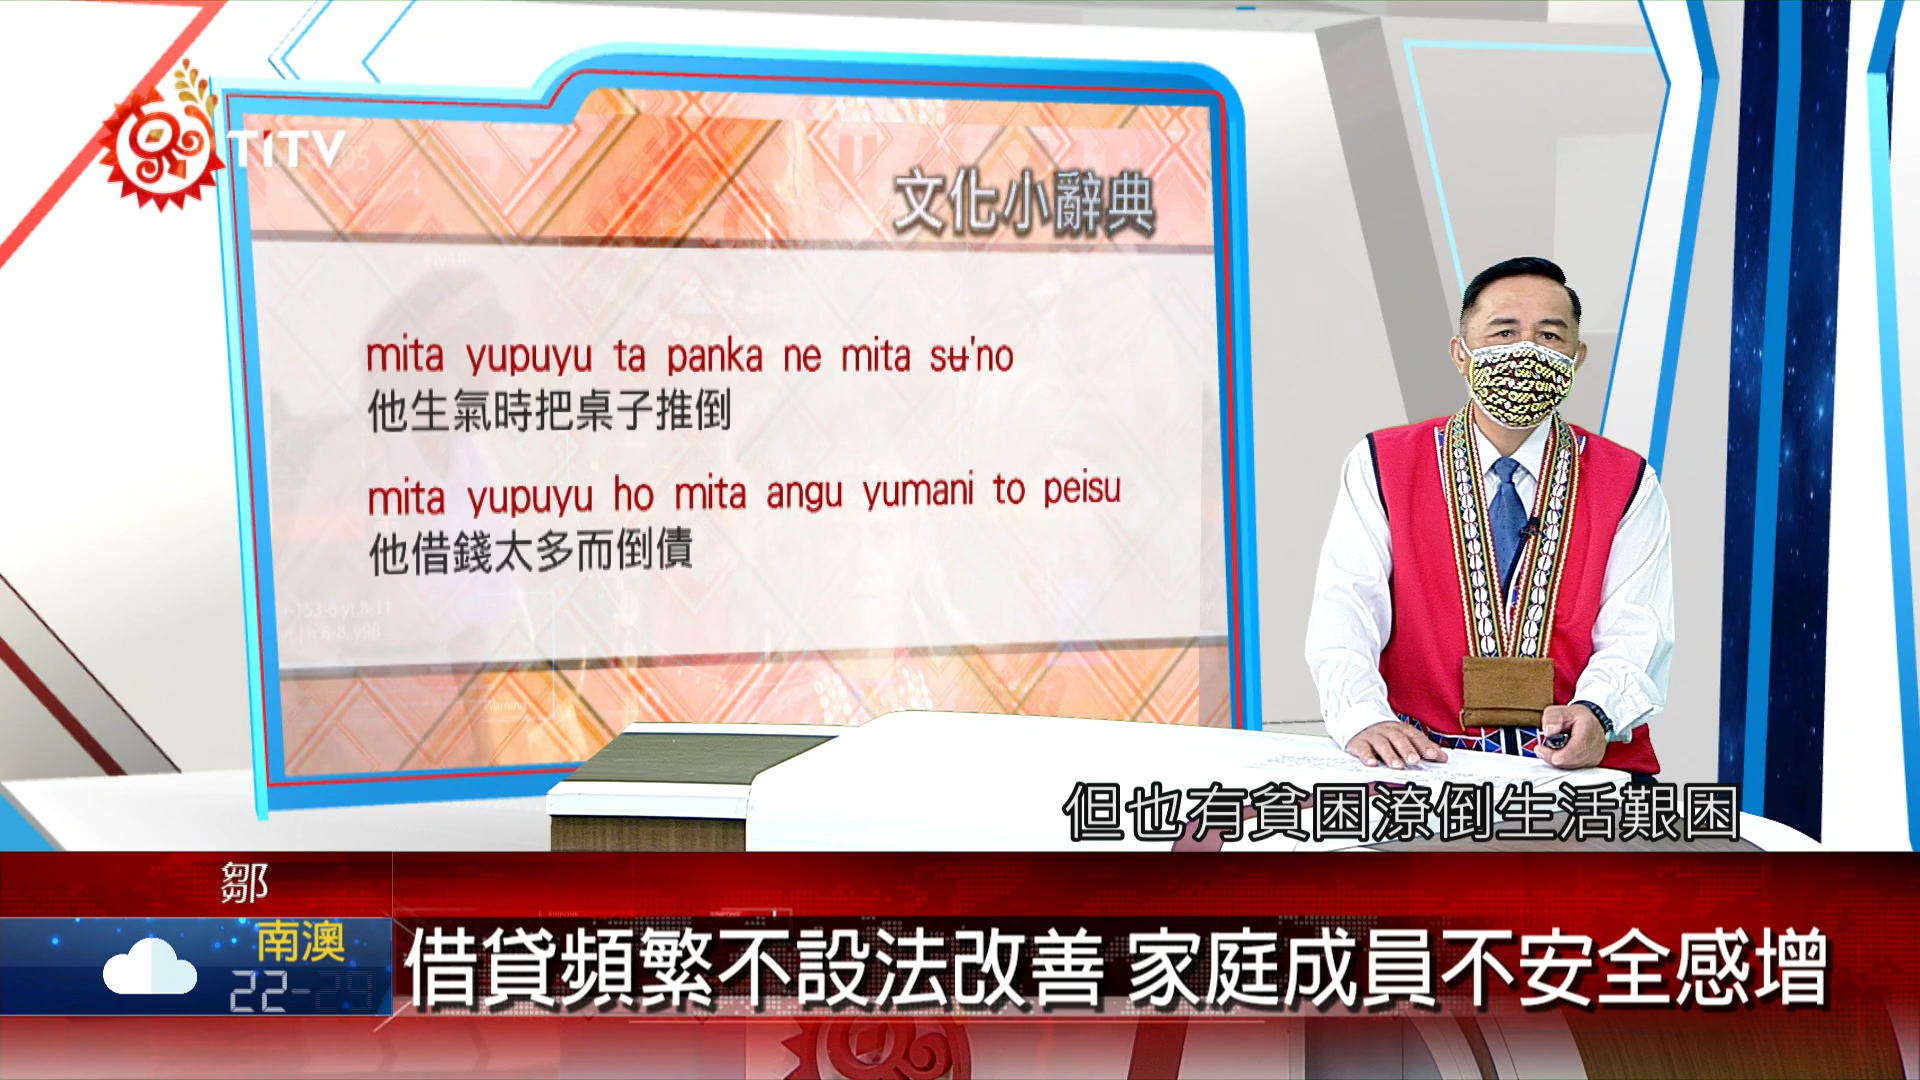 TiTV
文化小辭典
mita yupuyu ta panka ne mita sʉ'no
他生氣時把桌子推倒
mita yupuyu ho mita angu yumani to peisu
他借錢太多而倒債
但也有貧困潦倒生活艱困
鄒
南澳
22-29
借貸頻繁不設法改善 家庭成員不安全感增